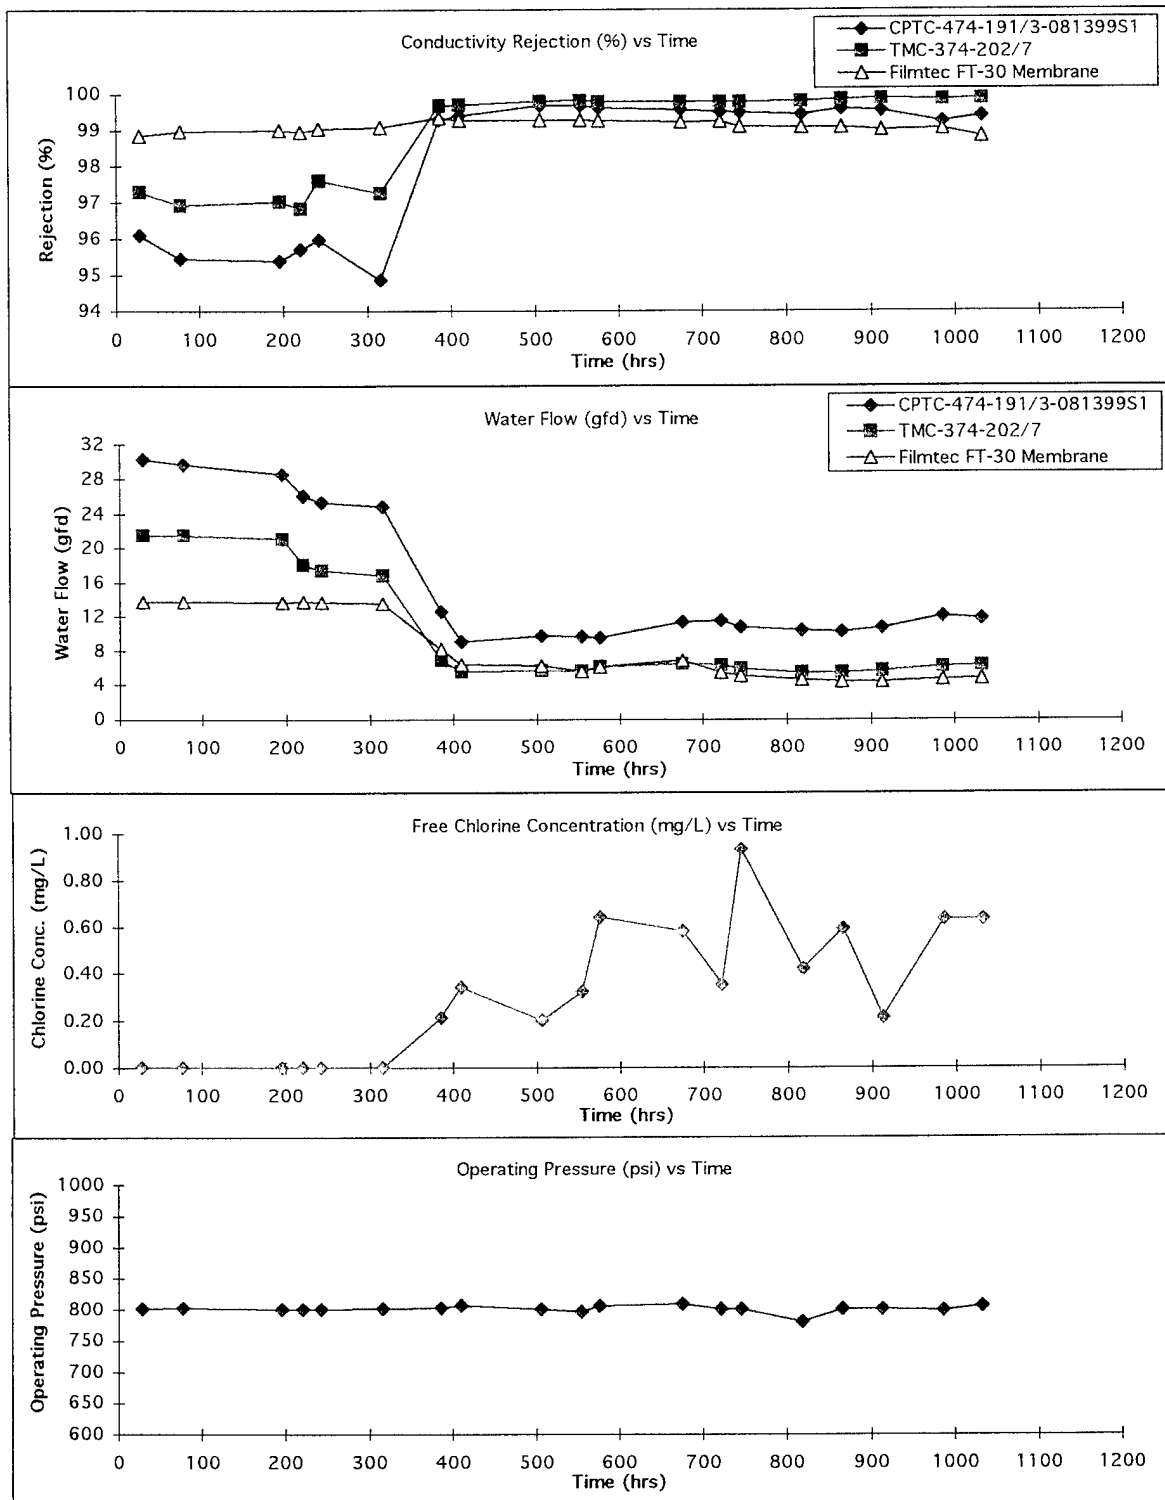 Conductivity Rejection (%) vs Time
CPTC-474-191/3-081399S1
TMC-374-202/7
Filmtec FT-30 Membrane
Rejection (%)
100
99
98
97
96
95
94
0 100 200 300 400 500 600 700 800 900 1000 1100 1200
Time (hrs)
Water Flow (gfd) vs Time
CPTC-474-191/3-081399S1
TMC-374-202/7
Filmtec FT-30 Membrane
Water Flow (gfd)
32
28
24
20
16
12
8
4
0
0 100 200 300 400 500 600 700 800 900 1000 1100 1200
Time (hrs)
Free Chlorine Concentration (mg/L) vs Time
Chlorine Conc. (mg/L)
1.00
0.80
0.60
0.40
0.20
0.00
0 100 200 300 400 500 600 700 800 900 1000 1100 1200
Time (hrs)
Operating Pressure (psi) vs Time
Operating Pressure (psi)
1000
950
900
850
800
750
700
650
600
0 100 200 300 400 500 600 700 800 900 1000 1100 1200
Time (hrs)